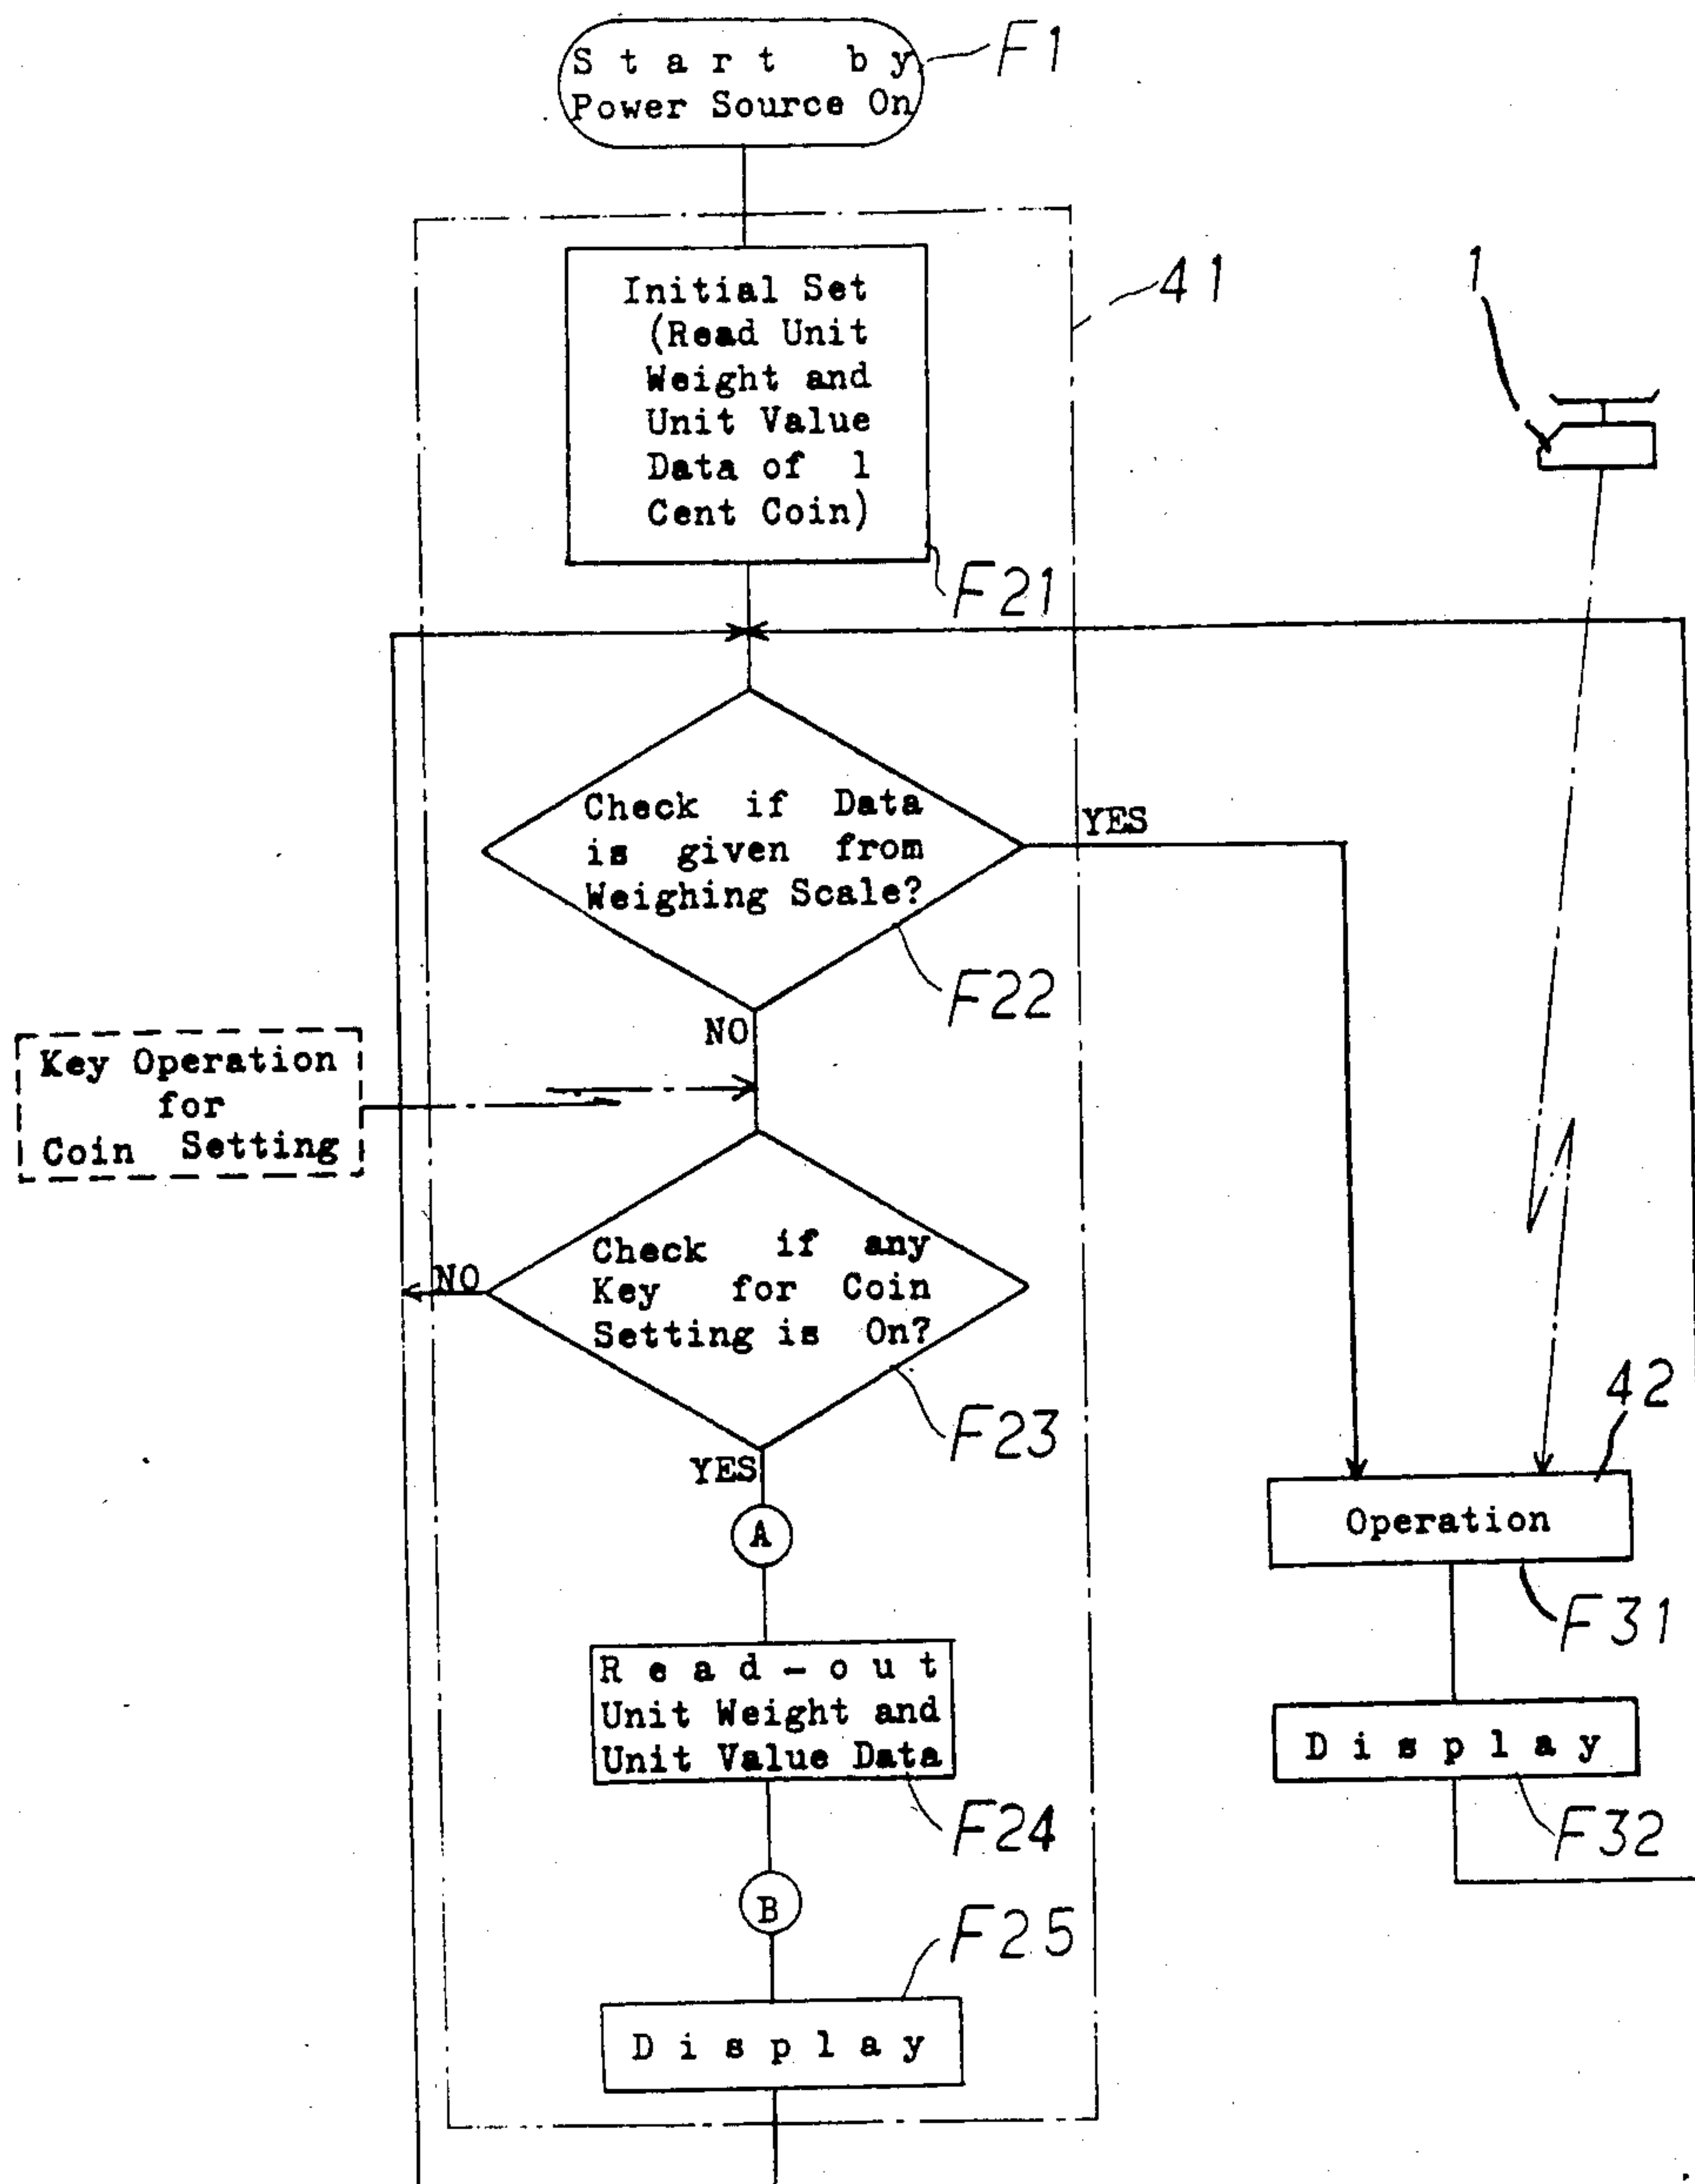 Start by
Power Source On
F1
Initial Set
(Read Unit
Weight and
Unit Value
Data of 1
Cent Coin)
41
1
F21
Check if Data
is given from
Weighing Scale?
YES
F22
NO
Key Operation
for
Coin Setting
Check if any
Key for Coin
Setting is On?
NO
F23
YES
42
Operation
F31
A
Read-out
Unit Weight and
Unit Value Data
F24
Display
F32
B
F25
Display